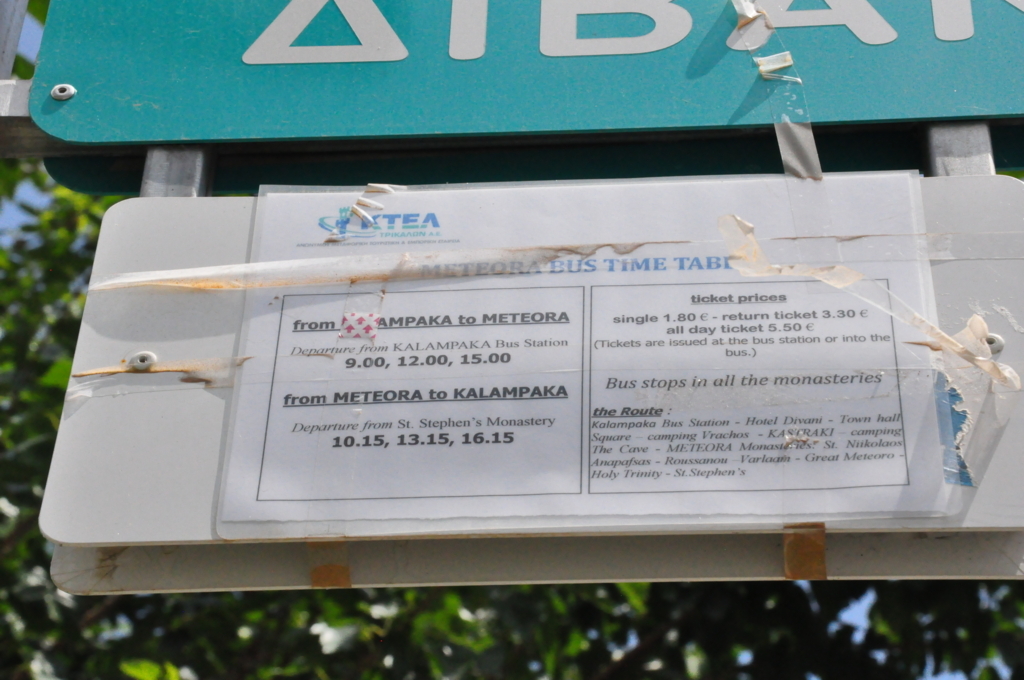 ΔΙΒΑΝ
ΚΤΕΛ
ΤΡΙΚΑΛΩΝ Α.Ε.
METEORA BUS TIME TABL
from KALAMPAKA to METEORA
Departure from KALAMPAKA Bus Station
9.00, 12.00, 15.00
from METEORA to KALAMPAKA
Departure from St. Stephen's Monastery
10.15, 13.15, 16.15
ticket prices
single 1.80 € - return ticket 3.30 €
all day ticket 5.50 €
(Tickets are issued at the bus station or into the
bus.)
Bus stops in all the monasteries
the Route :
Kalampaka Bus Station - Hotel Divani - Town hall
Square – camping Vrachos - KASTRAKI – camping
The Cave - METEORA Monasteries: St. Niikolaos
Anapafsas - Roussanou - Varlaam - Great Meteoro -
Holy Trinity - St.Stephen's